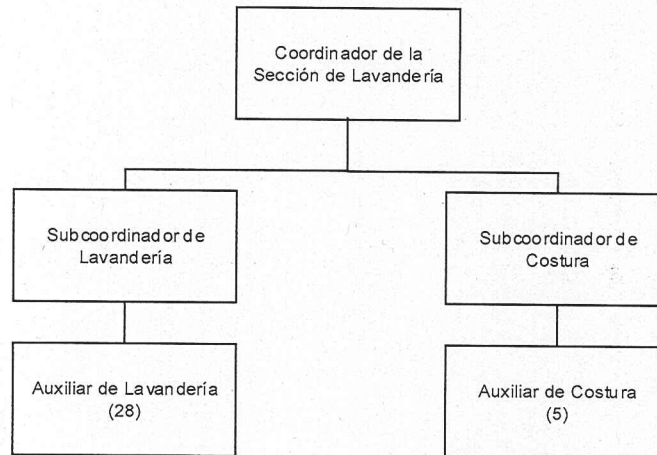 Coordinador de la
Sección de Lavandería
Subcoordinador de
Lavandería
Subcoordinador de
Costura
Auxiliar de Lavandería
(28)
Auxiliar de Costura
(5)